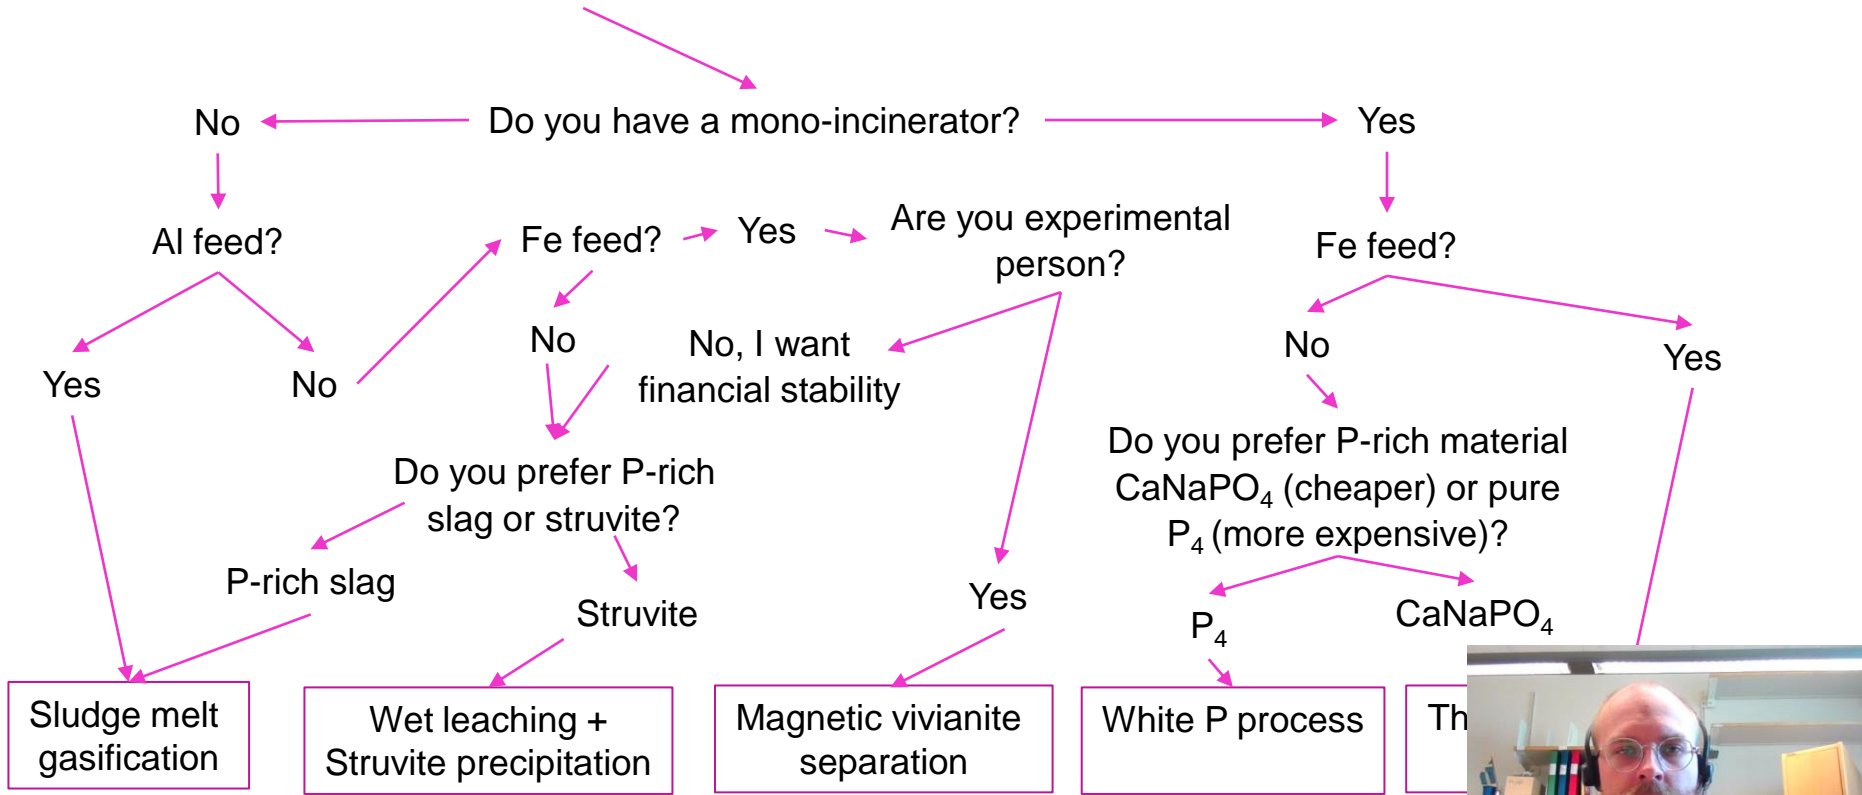 Do you have a mono-incinerator?
No
Yes
Al feed?
Fe feed?
Yes
Are you experimental
person?
Fe feed?
Yes
No
No
No, I want
financial stability
No
Yes
Do you prefer P-rich
slag or struvite?
Do you prefer P-rich material
CaNaPO₄ (cheaper) or pure
P₄ (more expensive)?
P-rich slag
Struvite
Yes
P₄
CaNaPO₄
Sludge melt
gasification
Wet leaching +
Struvite precipitation
Magnetic vivianite
separation
White P process